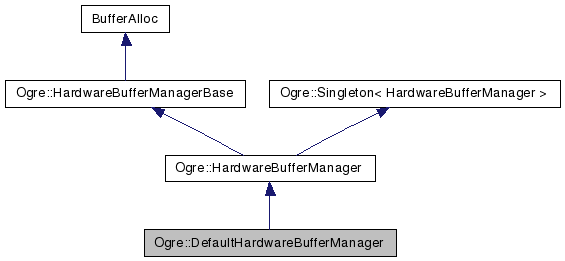 BufferAlloc
Ogre::HardwareBufferManagerBase
Ogre::Singleton< HardwareBufferManager >
Ogre::HardwareBufferManager
Ogre::DefaultHardwareBufferManager